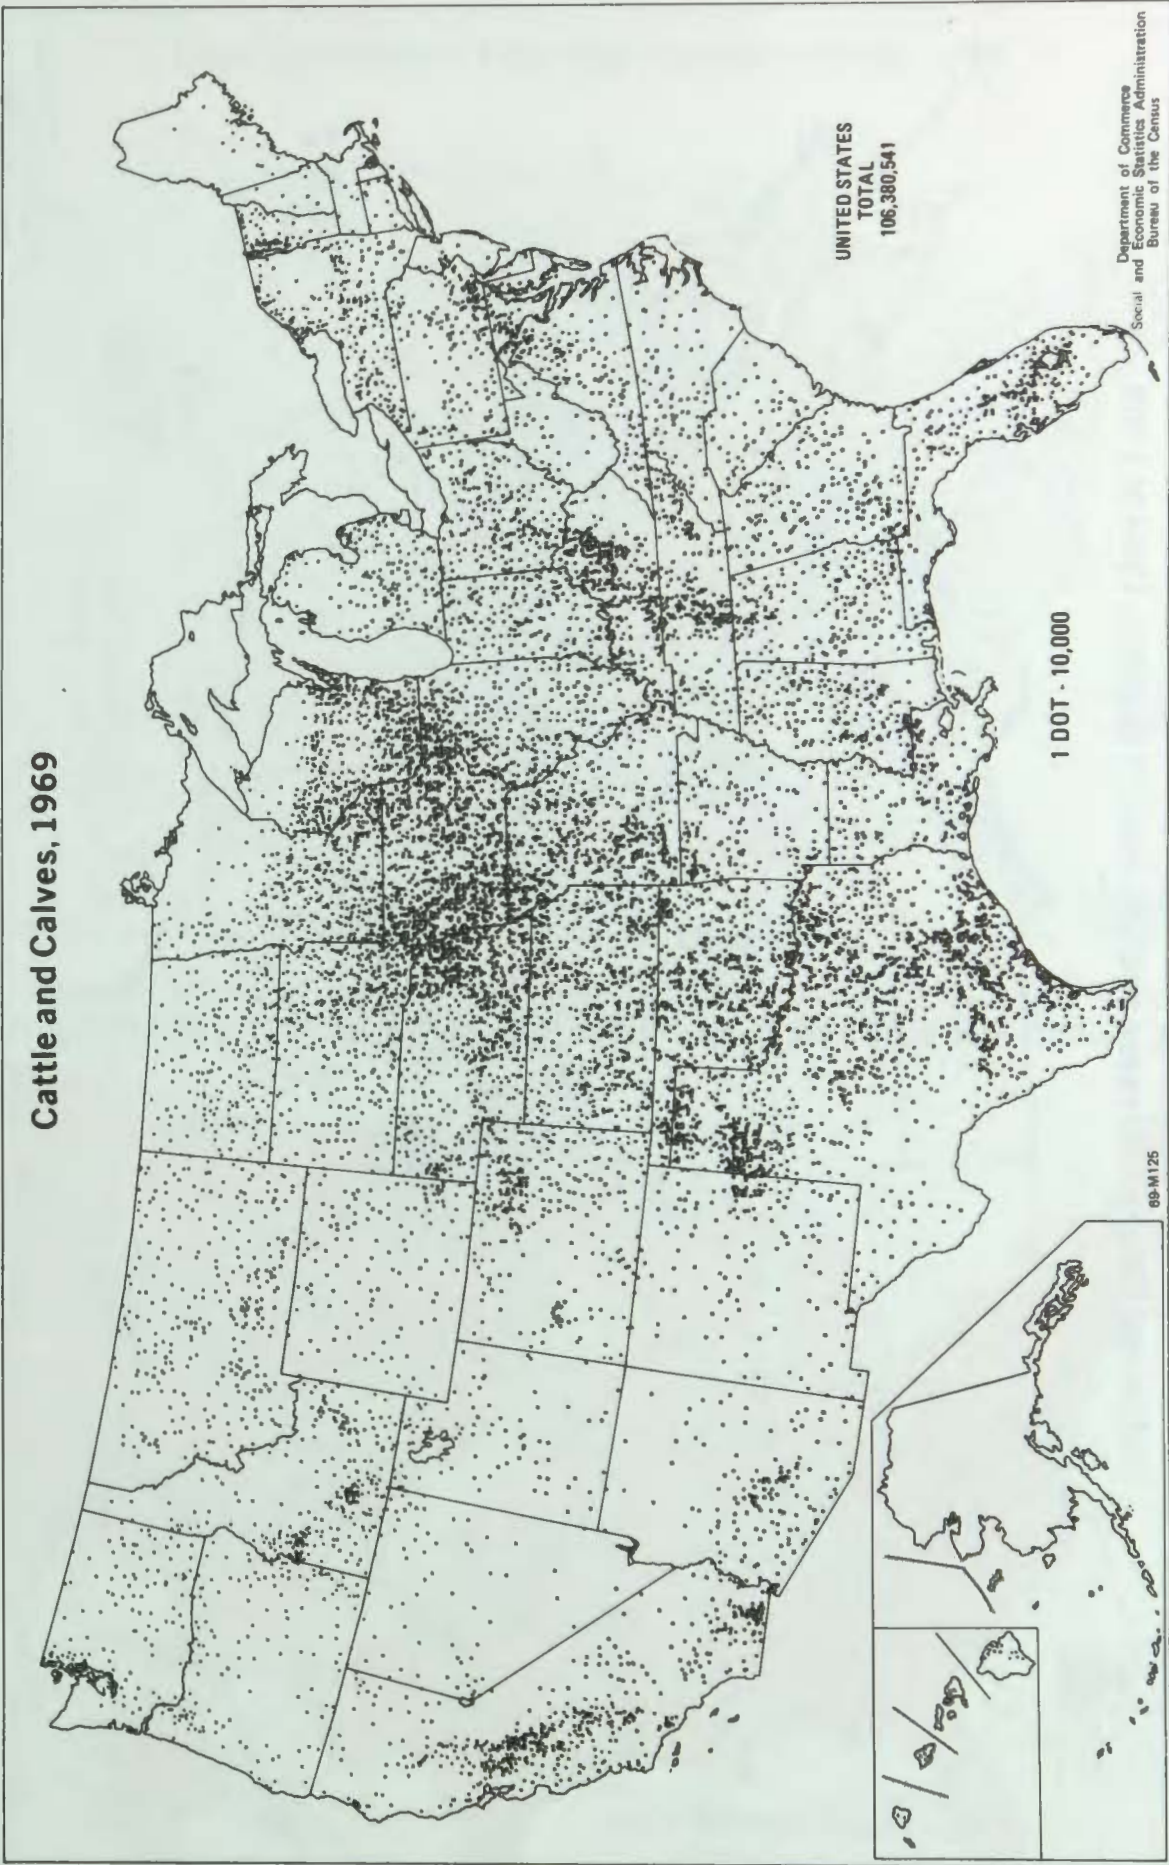 Cattle and Calves, 1969
UNITED STATES
TOTAL
106,380,541
1 DOT - 10,000
69-M125
Department of Commerce
Social and Economic Statistics Administration
Bureau of the Census